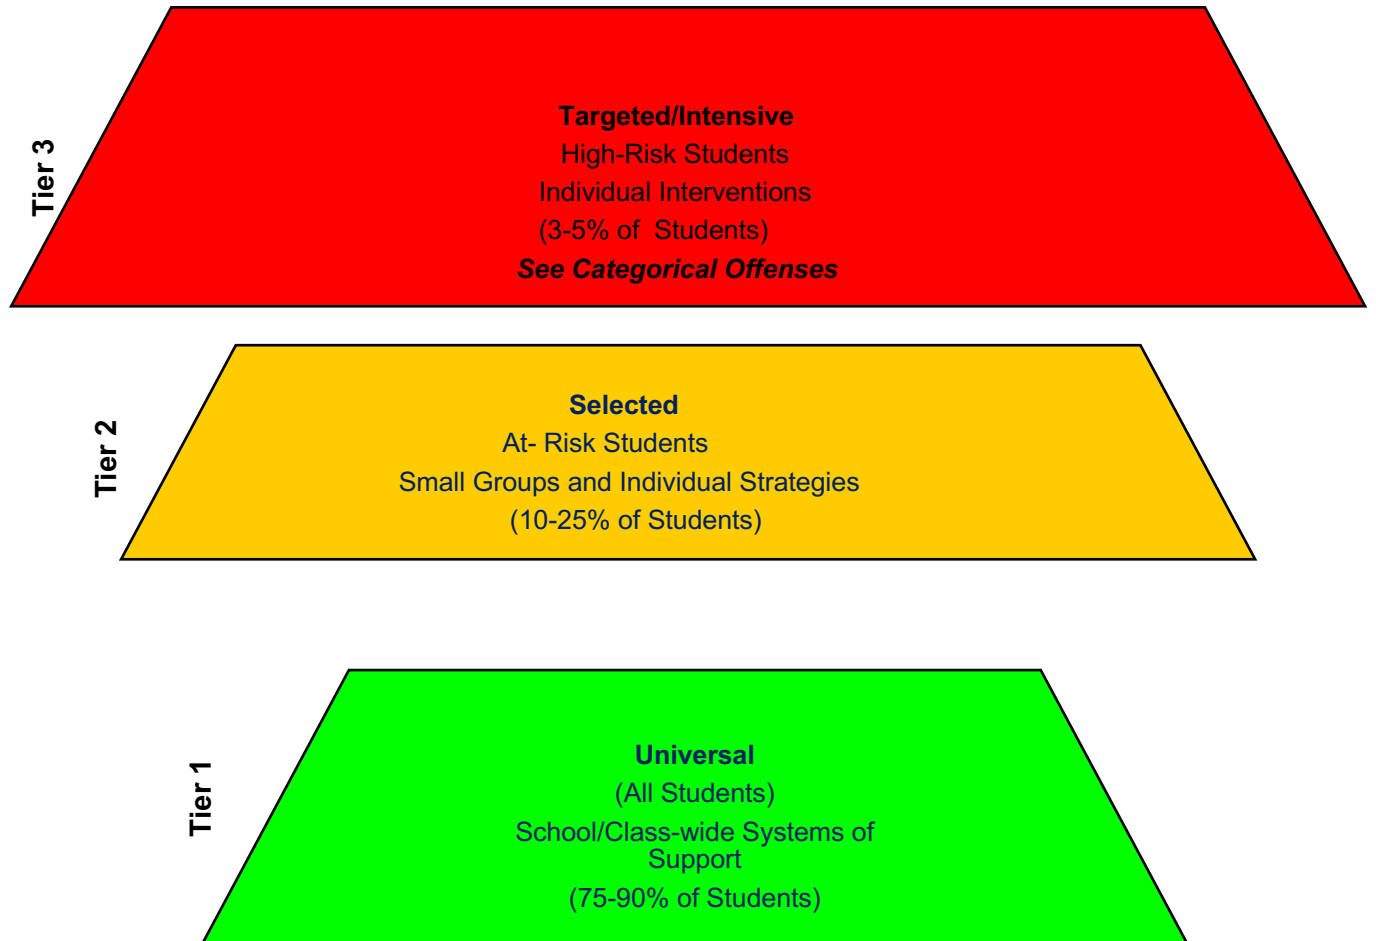 Tier 3
Targeted/Intensive
High-Risk Students
Individual Interventions
(3-5% of  Students)
See Categorical Offenses
Tier 2
Selected
At- Risk Students
Small Groups and Individual Strategies
(10-25% of Students)
Tier 1
Universal
(All Students)
School/Class-wide Systems of
Support
(75-90% of Students)